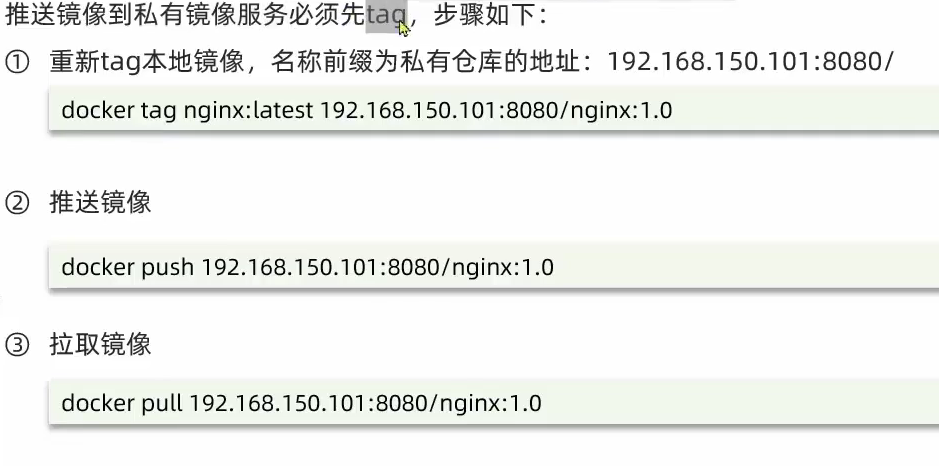 推送镜像到私有镜像服务必须先tag，步骤如下：
① 重新tag本地镜像，名称前缀为私有仓库的地址：192.168.150.101:8080/
docker tag nginx:latest 192.168.150.101:8080/nginx:1.0
② 推送镜像
docker push 192.168.150.101:8080/nginx:1.0
③ 拉取镜像
docker pull 192.168.150.101:8080/nginx:1.0